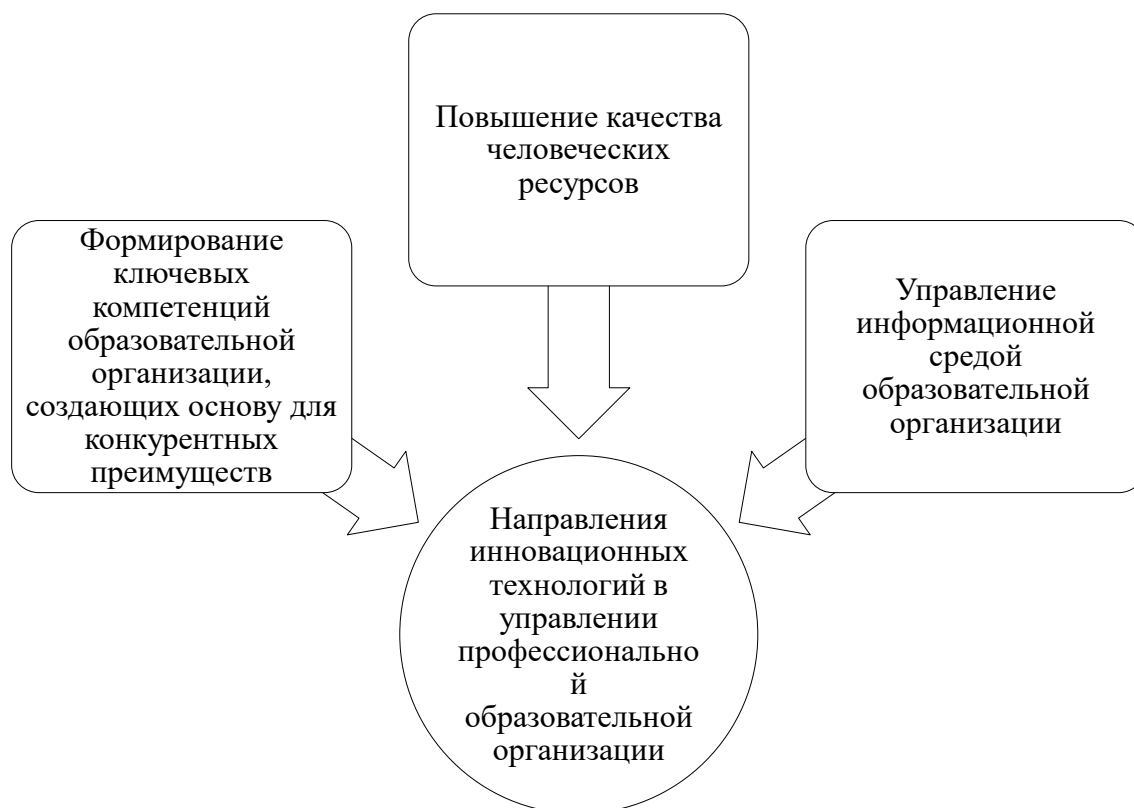 Повышение качества
человеческих
ресурсов
Формирование
ключевых
компетенций
образовательной
организации,
создающих основу для
конкурентных
преимуществ
Управление
информационной
средой
образовательной
организации
Направления
инновационных
технологий в
управлении
профессионально
й
образовательной
организации